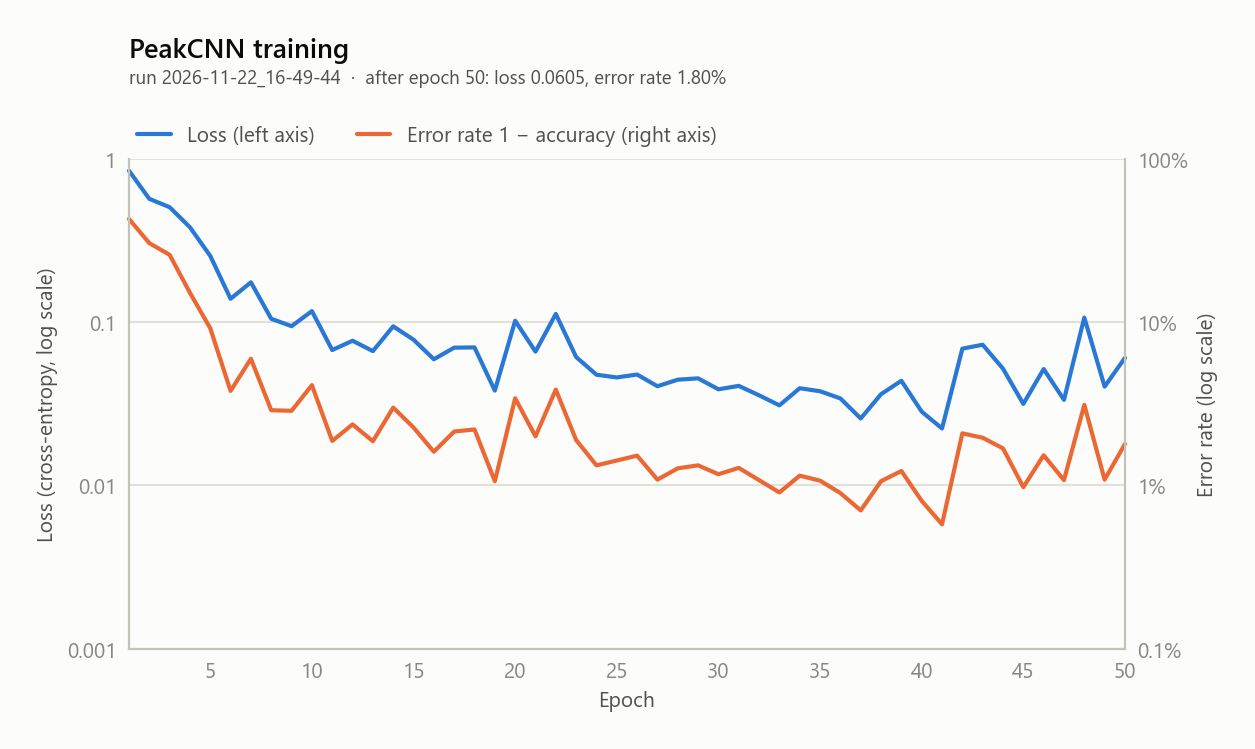 PeakCNN training
run 2026-11-22_16-49-44 · after epoch 50: loss 0.0605, error rate 1.80%
Loss (left axis)
Error rate 1 − accuracy (right axis)
1
0.1
0.01
0.001
Loss (cross-entropy, log scale)
100%
10%
1%
0.1%
Error rate (log scale)
5 10 15 20 25 30 35 40 45 50
Epoch